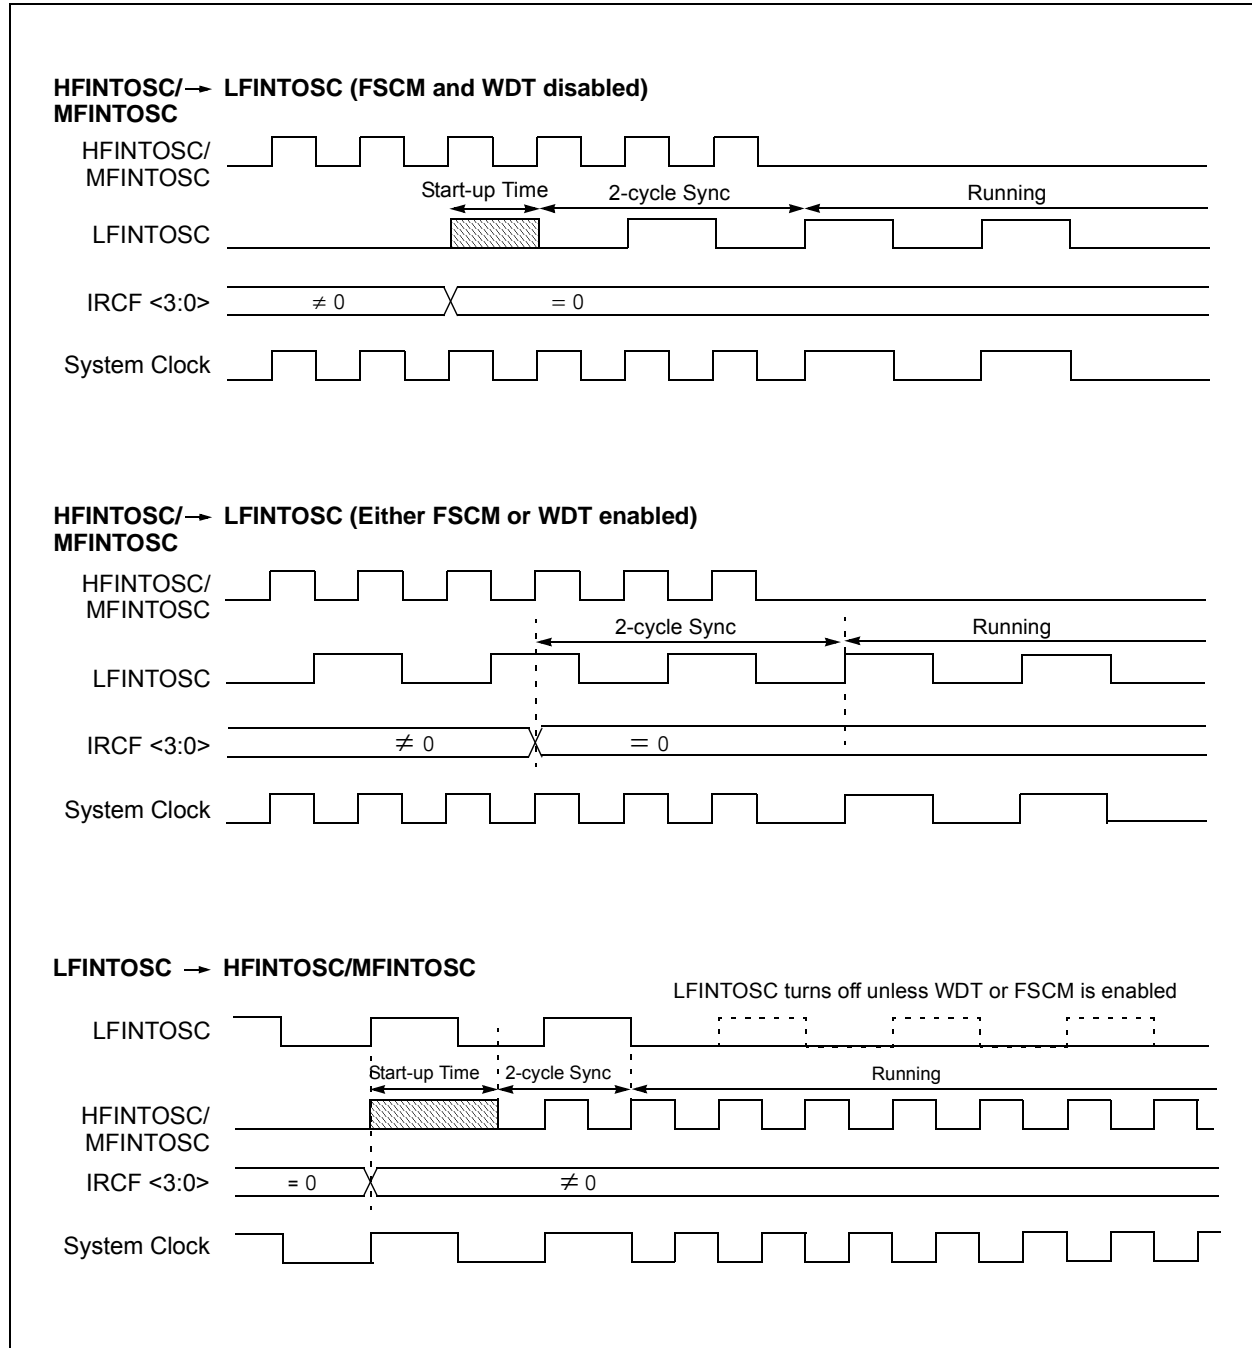 HFINTOSC/→ LFINTOSC (FSCM and WDT disabled)
MFINTOSC
HFINTOSC/
MFINTOSC
Start-up Time 2-cycle Sync Running
LFINTOSC
IRCF <3:0> ≠ 0 = 0
System Clock
HFINTOSC/→ LFINTOSC (Either FSCM or WDT enabled)
MFINTOSC
HFINTOSC/
MFINTOSC
2-cycle Sync Running
LFINTOSC
IRCF <3:0> ≠ 0 = 0
System Clock
LFINTOSC → HFINTOSC/MFINTOSC
LFINTOSC turns off unless WDT or FSCM is enabled
LFINTOSC
Start-up Time 2-cycle Sync Running
HFINTOSC/
MFINTOSC
IRCF <3:0> = 0 ≠ 0
System Clock